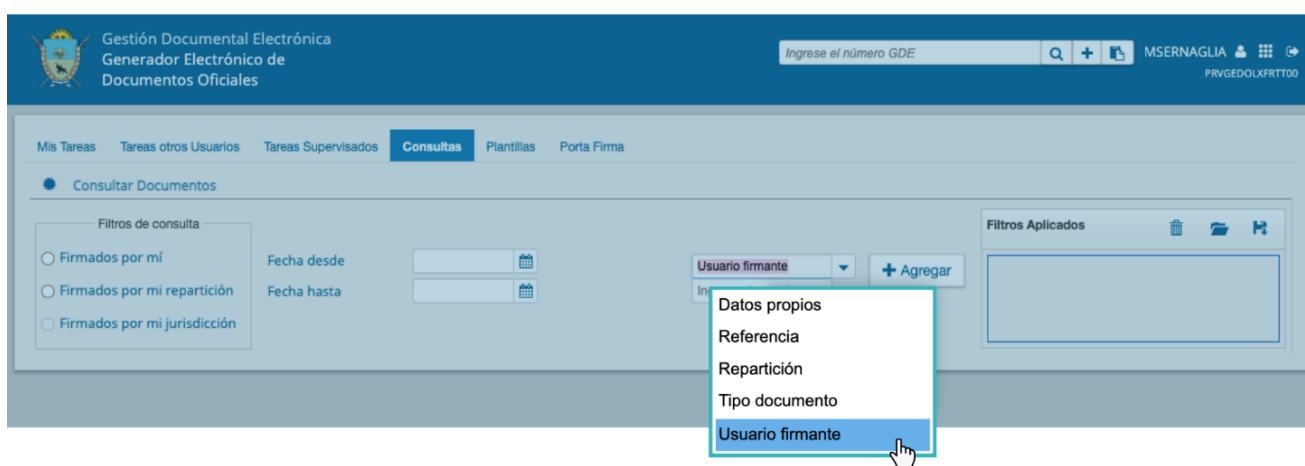 Gestión Documental Electrónica
Generador Electrónico de
Documentos Oficiales
Ingrese el número GDE
MSERNAGLIA
PRVGEDOLXFRTT00
Mis Tareas Tareas otros Usuarios Tareas Supervisados Consultas Plantillas Porta Firma
Consultar Documentos
Filtros de consulta
Firmados por mí
Firmados por mi repartición
Firmados por mi jurisdicción
Fecha desde
Fecha hasta
Usuario firmante
Agregar
Datos propios
Referencia
Repartición
Tipo documento
Usuario firmante
Filtros Aplicados